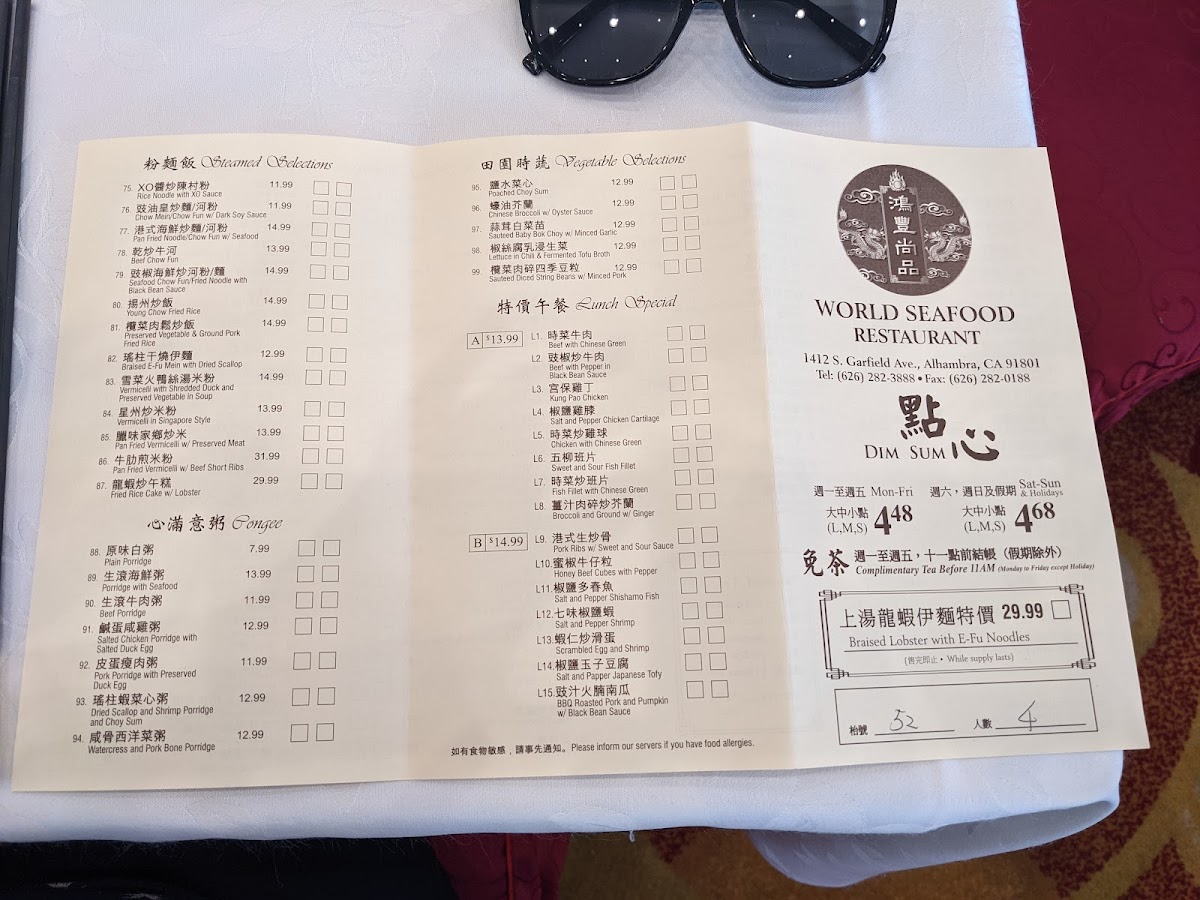 粉麵飯 Steamed Selections
75. XO醬炒陳村粉 11.99
Rice Noodle with XO Sauce
76. 豉油皇炒麵/河粉 11.99
Chow Mein/Chow Fun w/ Dark Soy Sauce
77. 港式海鮮炒麵/河粉 14.99
Pan Fried Noodle/Chow Fun w/ Seafood
78. 乾炒牛河 13.99
Beef Chow Fun
79. 豉椒海鮮炒河粉/麵 14.99
Seafood Chow Fun/Fried Noodle with
Black Bean Sauce
80. 揚州炒飯 14.99
Young Chow Fried Rice
81. 欖菜肉鬆炒飯 14.99
Preserved Vegetable & Ground Pork
Fried Rice
82. 瑤柱干燒伊麵 12.99
Braised E-Fu Mein with Dried Scallop
83. 雪菜火鴨絲湯米粉 14.99
Vermicelli with Shredded Duck and
Preserved Vegetable in Soup
84. 星州炒米粉 13.99
Vermicelli in Singapore Style
85. 臘味家鄉炒米 13.99
Pan Fried Vermicelli w/ Preserved Meat
86. 牛肋煎米粉 31.99
Pan Fried Vermicelli w/ Beef Short Ribs
87. 龍蝦炒年糕 29.99
Fried Rice Cake w/ Lobster
心滿意粥 Congee
88. 原味白粥 7.99
Plain Porridge
89. 生滾海鮮粥 13.99
Porridge with Seafood
90. 生滾牛肉粥 11.99
Beef Porridge
91. 鹹蛋咸雞粥 12.99
Salted Chicken Porridge with
Salted Duck Egg
92. 皮蛋瘦肉粥 11.99
Pork Porridge with Preserved
Duck Egg
93. 瑤柱蝦菜心粥 12.99
Dried Scallop and Shrimp Porridge
and Choy Sum
94. 咸骨西洋菜粥 12.99
Watercress and Pork Bone Porridge
田園時蔬 Vegetable Selections
95. 鹽水菜心 12.99
Poached Choy Sum
96. 蠔油芥蘭 12.99
Chinese Broccoli w/ Oyster Sauce
97. 蒜茸白菜苗 12.99
Sauteed Baby Bok Choy w/ Minced Garlic
98. 椒絲腐乳浸生菜 12.99
Lettuce in Chili & Fermented Tofu Broth
99. 欖菜肉碎四季豆粒 12.99
Sauteed Diced String Beans w/ Minced Pork
特價午餐 Lunch Special
A $13.99
L1. 時菜牛肉
Beef with Chinese Green
L2. 豉椒炒牛肉
Beef with Pepper in
Black Bean Sauce
L3. 宮保雞丁
Kung Pao Chicken
L4. 椒鹽雞膝
Salt and Pepper Chicken Cartilage
L5. 時菜炒雞球
Chicken with Chinese Green
L6. 五柳班片
Sweet and Sour Fish Fillet
L7. 時菜炒班片
Fish Fillet with Chinese Green
L8. 薑汁肉碎炒芥蘭
Broccoli and Ground w/ Ginger
B $14.99
L9. 港式生炒骨
Pork Ribs w/ Sweet and Sour Sauce
L10. 蜜椒牛仔粒
Honey Beef Cubes with Pepper
L11. 椒鹽多春魚
Salt and Pepper Shishamo Fish
L12. 七味椒鹽蝦
Salt and Pepper Shrimp
L13. 蝦仁炒滑蛋
Scrambled Egg and Shrimp
L14. 椒鹽玉子豆腐
Salt and Papper Japanese Tofy
L15. 豉汁火腩南瓜
BBQ Roasted Pork and Pumpkin
w/ Black Bean Sauce
如有食物敏感，請事先通知。Please inform our servers if you have food allergies.
鴻豐尚品
WORLD SEAFOOD
RESTAURANT
1412 S. Garfield Ave., Alhambra, CA 91801
Tel: (626) 282-3888 • Fax: (626) 282-0188
點心
DIM SUM
週一至週五 Mon-Fri
大中小點
(L,M,S) 4 48
週六，週日及假期 Sat-Sun
& Holidays
大中小點
(L,M,S) 4 68
免茶 週一至週五，十一點前結帳（假期除外）
Complimentary Tea Before 11AM (Monday to Friday except Holiday)
上湯龍蝦伊麵特價 29.99
Braised Lobster with E-Fu Noodles
(售完即止 • While supply lasts)
枱號 52 人數 4